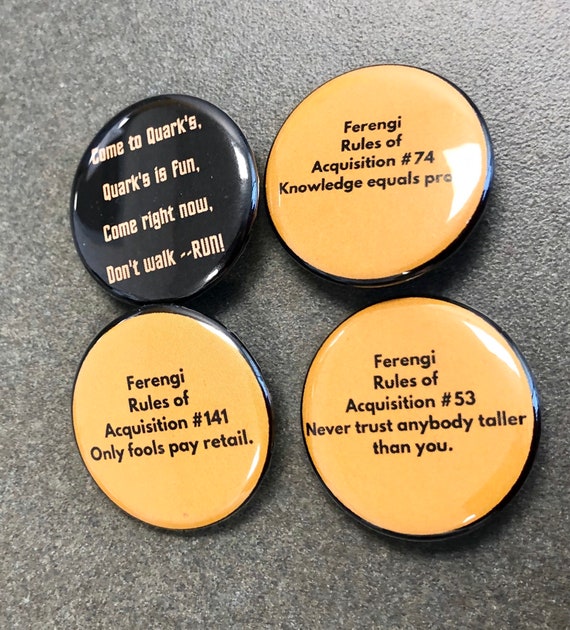 Come to Quark's,
Quark's is fun,
Come right now,
Don't walk --RUN!
Ferengi
Rules of
Acquisition #74
Knowledge equals
Ferengi
Rules of
Acquisition #141
Only fools pay retail.
Ferengi
Rules of
Acquisition #53
Never trust anybody taller
than you.